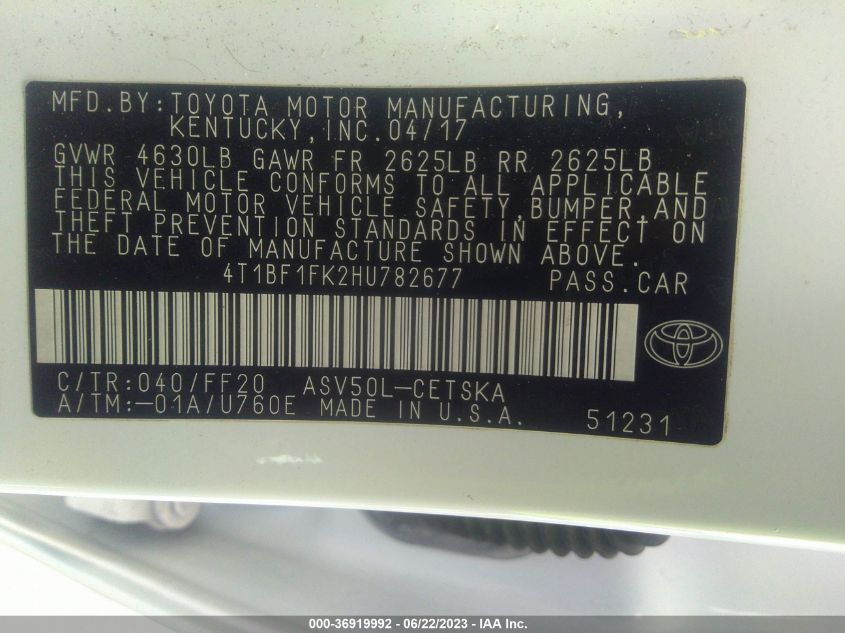 MFD.BY:TOYOTA MOTOR MANUFACTURING,
KENTUCKY,INC.04/17
GVWR 4630LB GAWR FR 2625LB RR 2625LB
THIS VEHICLE CONFORMS TO ALL APPLICABLE
FEDERAL MOTOR VEHICLE SAFETY,BUMPER,AND
THEFT PREVENTION STANDARDS IN EFFECT ON
THE DATE OF MANUFACTURE SHOWN ABOVE.
4T1BF1FK2HU782677 PASS.CAR
C/TR:040/FF20 ASV50L-CETSKA
A/TM:-01A/U760E MADE IN U.S.A. 51231
000-36919992 - 06/22/2023 - IAA Inc.